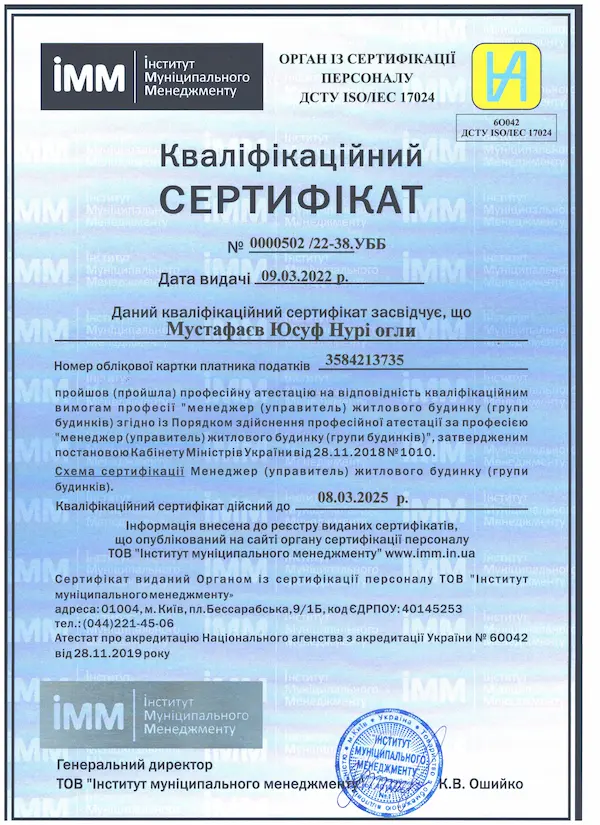 імм
Інститут
Муніципального
Менеджменту
ОРГАН ІЗ СЕРТИФІКАЦІЇ
ПЕРСОНАЛУ
ДСТУ ISO/IEC 17024
6О042
ДСТУ ISO/IEC 17024
Кваліфікаційний
СЕРТИФІКАТ
№ 0000502 /22-38.УББ
Дата видачі 09.03.2022 р.
Даний кваліфікаційний сертифікат засвідчує, що
Мустафаєв Юсуф Нурі огли
Номер облікової картки платника податків 3584213735
пройшов (пройшла) професійну атестацію на відповідність кваліфікаційним
вимогам професії "менеджер (управитель) житлового будинку (групи
будинків) згідно із Порядком здійснення професійної атестації за професією
"менеджер (управитель) житлового будинку (групи будинків)", затвердженим
постановою Кабінету Міністрів України від 28.11.2018 № 1010.
Схема сертифікації Менеджер (управитель) житлового будинку (групи
будинків).
Кваліфікаційний сертифікат дійсний до 08.03.2025 р.
Інформація внесена до реєстру виданих сертифікатів,
що опублікований на сайті органу сертифікації персоналу
ТОВ "Інститут муніципального менеджменту" www.imm.in.ua
Сертифікат виданий Органом із сертифікації персоналу ТОВ "Інститут
муніципального менеджменту»
адреса: 01004, м. Київ, пл.Бессарабська,9/1Б, код ЄДРПОУ: 40145253
тел.: (044)221-45-06
Атестат про акредитацію Національного агенства з акредитації України № 6О042
від 28.11.2019 року
імм
Інститут
Муніципального
Менеджменту
Генеральний директор
ТОВ "Інститут муніципального менеджменту
К.В. Ошийко
м.Київ * Україна * Товариство з
ІНСТИТУТ
МУНІЦИПАЛЬНОГО
МЕНЕДЖМЕНТУ